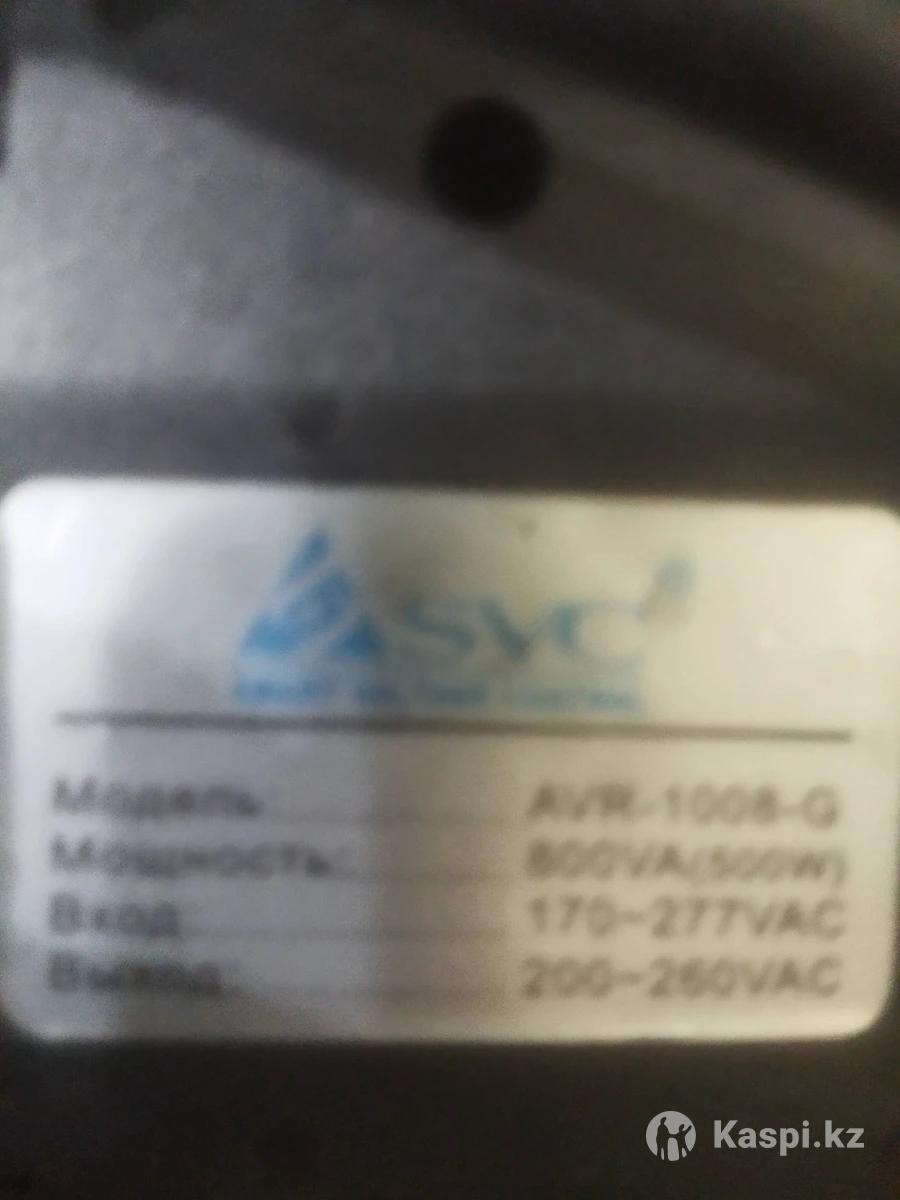 SVC
Модель: AVR-1008-G
Мощность: 800VA(500W)
Вход: 170~277VAC
Выход: 200~260VAC
Kaspi.kz